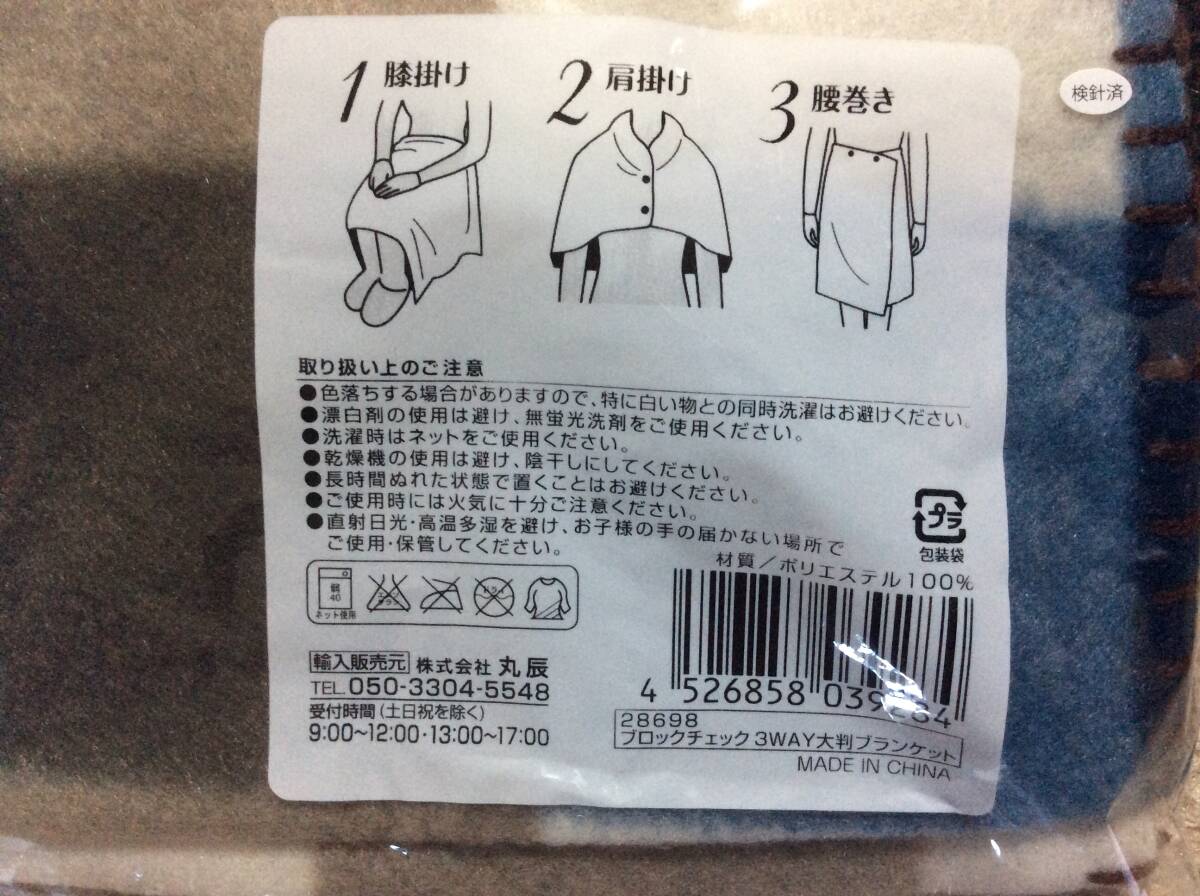 1 膝掛け
2 肩掛け
3 腰巻き
検針済
取り扱い上のご注意
●色落ちする場合がありますので、特に白い物との同時洗濯はお避けください。
●漂白剤の使用は避け、無蛍光洗剤をご使用ください。
●洗濯時はネットをご使用ください。
●乾燥機の使用は避け、陰干しにしてください。
●長時間ぬれた状態で置くことはお避けください。
●ご使用時には火気に十分ご注意ください。
●直射日光・高温多湿を避け、お子様の手の届かない場所で
ご使用・保管してください。
プラ
包装袋
材質/ポリエステル100%
弱
40
ネット使用
輸入販売元 株式会社 丸辰
TEL.050-3304-5548
受付時間(土日祝を除く)
9:00~12:00・13:00~17:00
4 526858
28698
ブロックチェック 3WAY大判ブランケット
MADE IN CHINA